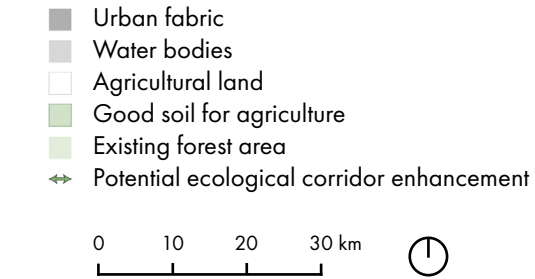 Urban fabric
Water bodies
Agricultural land
Good soil for agriculture
Existing forest area
Potential ecological corridor enhancement
0 10 20 30 km